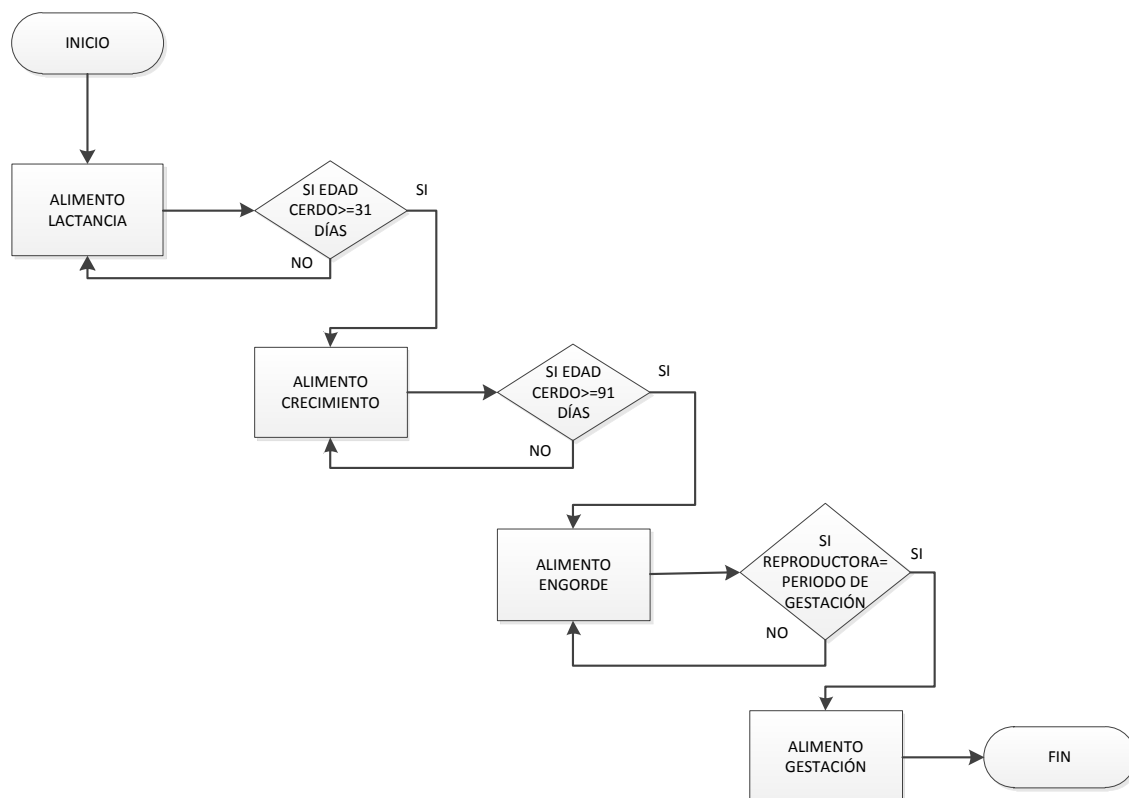 INICIO
ALIMENTO
LACTANCIA
SI EDAD
CERDO>=31
DÍAS
SI
NO
ALIMENTO
CRECIMIENTO
SI EDAD
CERDO>=91
DÍAS
SI
NO
ALIMENTO
ENGORDE
SI
REPRODUCTORA=
PERIODO DE
GESTACIÓN
SI
NO
ALIMENTO
GESTACIÓN
FIN